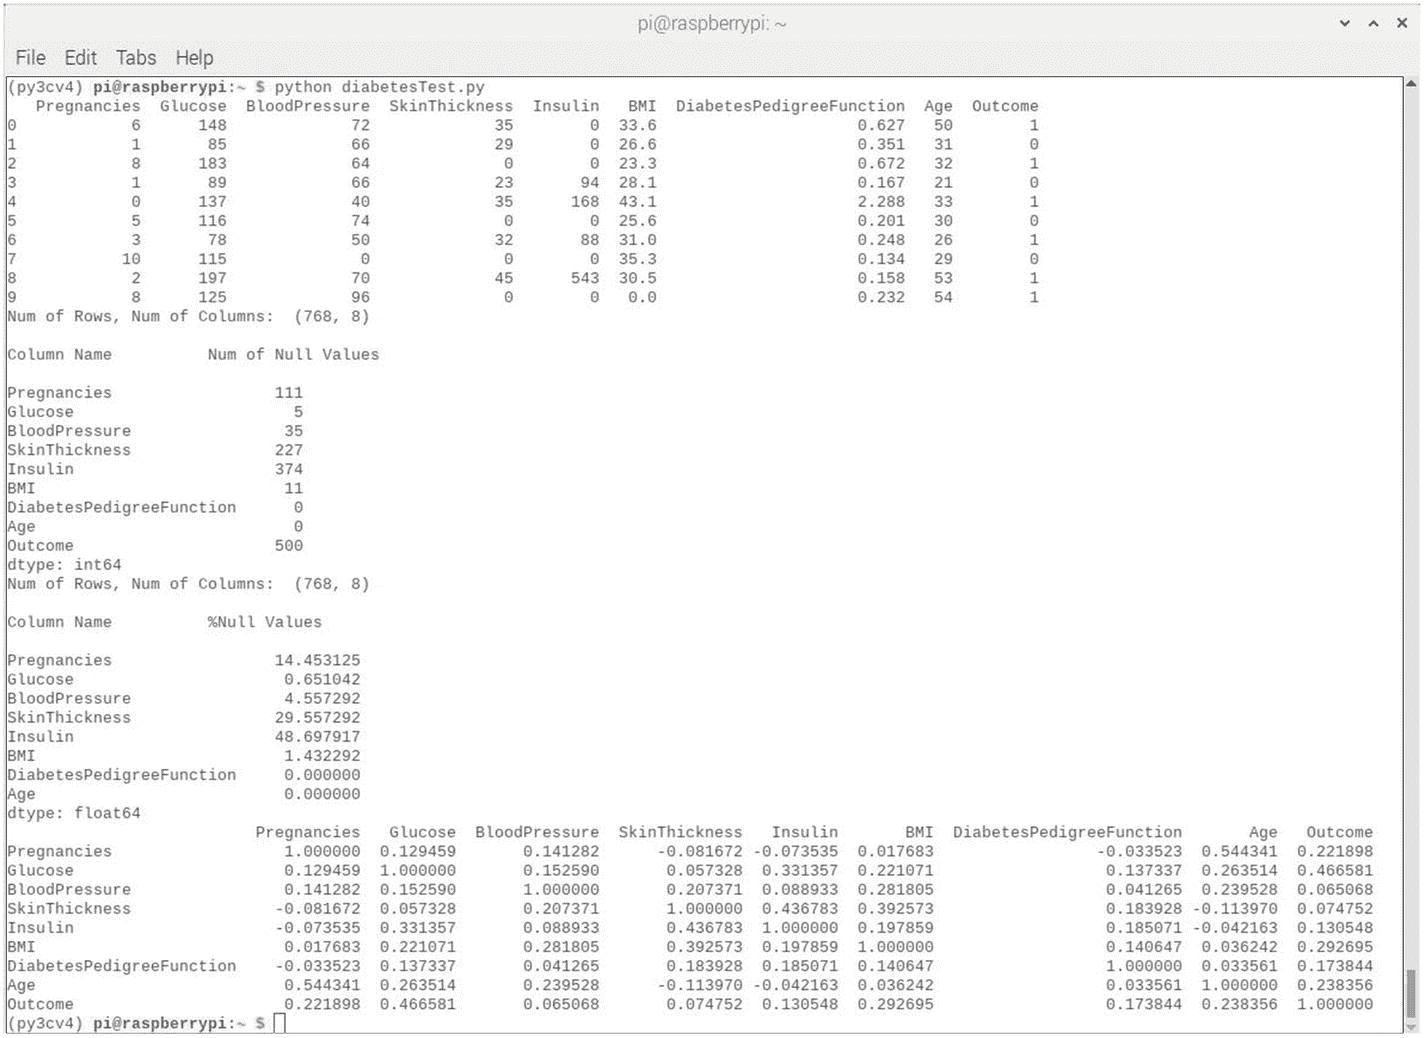 pi@raspberrypi: ~
File Edit Tabs Help
(py3cv4) pi@raspberrypi:~ $ python diabetesTest.py
   Pregnancies  Glucose  BloodPressure  SkinThickness  Insulin   BMI  DiabetesPedigreeFunction  Age  Outcome
0            6      148             72             35        0  33.6                     0.627   50        1
1            1       85             66             29        0  26.6                     0.351   31        0
2            8      183             64              0        0  23.3                     0.672   32        1
3            1       89             66             23       94  28.1                     0.167   21        0
4            0      137             40             35      168  43.1                     2.288   33        1
5            5      116             74              0        0  25.6                     0.201   30        0
6            3       78             50             32       88  31.0                     0.248   26        1
7           10      115              0              0        0  35.3                     0.134   29        0
8            2      197             70             45      543  30.5                     0.158   53        1
9            8      125             96              0        0   0.0                     0.232   54        1
Num of Rows, Num of Columns:  (768, 8)
Column Name          Num of Null Values
Pregnancies                 111
Glucose                       5
BloodPressure                35
SkinThickness               227
Insulin                     374
BMI                          11
DiabetesPedigreeFunction      0
Age                           0
Outcome                     500
dtype: int64
Num of Rows, Num of Columns:  (768, 8)
Column Name          %Null Values
Pregnancies                 14.453125
Glucose                      0.651042
BloodPressure                4.557292
SkinThickness               29.557292
Insulin                     48.697917
BMI                          1.432292
DiabetesPedigreeFunction     0.000000
Age                          0.000000
dtype: float64
                          Pregnancies   Glucose  BloodPressure  SkinThickness   Insulin       BMI  DiabetesPedigreeFunction       Age   Outcome
Pregnancies                  1.000000  0.129459       0.141282      -0.081672 -0.073535  0.017683                 -0.033523  0.544341  0.221898
Glucose                      0.129459  1.000000       0.152590       0.057328  0.331357  0.221071                  0.137337  0.263514  0.466581
BloodPressure                0.141282  0.152590       1.000000       0.207371  0.088933  0.281805                  0.041265  0.239528  0.065068
SkinThickness               -0.081672  0.057328       0.207371       1.000000  0.436783  0.392573                  0.183928 -0.113970  0.074752
Insulin                     -0.073535  0.331357       0.088933       0.436783  1.000000  0.197859                  0.185071 -0.042163  0.130548
BMI                          0.017683  0.221071       0.281805       0.392573  0.197859  1.000000                  0.140647  0.036242  0.292695
DiabetesPedigreeFunction    -0.033523  0.137337       0.041265       0.183928  0.185071  0.140647                  1.000000  0.033561  0.173844
Age                          0.544341  0.263514       0.239528      -0.113970 -0.042163  0.036242                  0.033561  1.000000  0.238356
Outcome                      0.221898  0.466581       0.065068       0.074752  0.130548  0.292695                  0.173844  0.238356  1.000000
(py3cv4) pi@raspberrypi:~ $